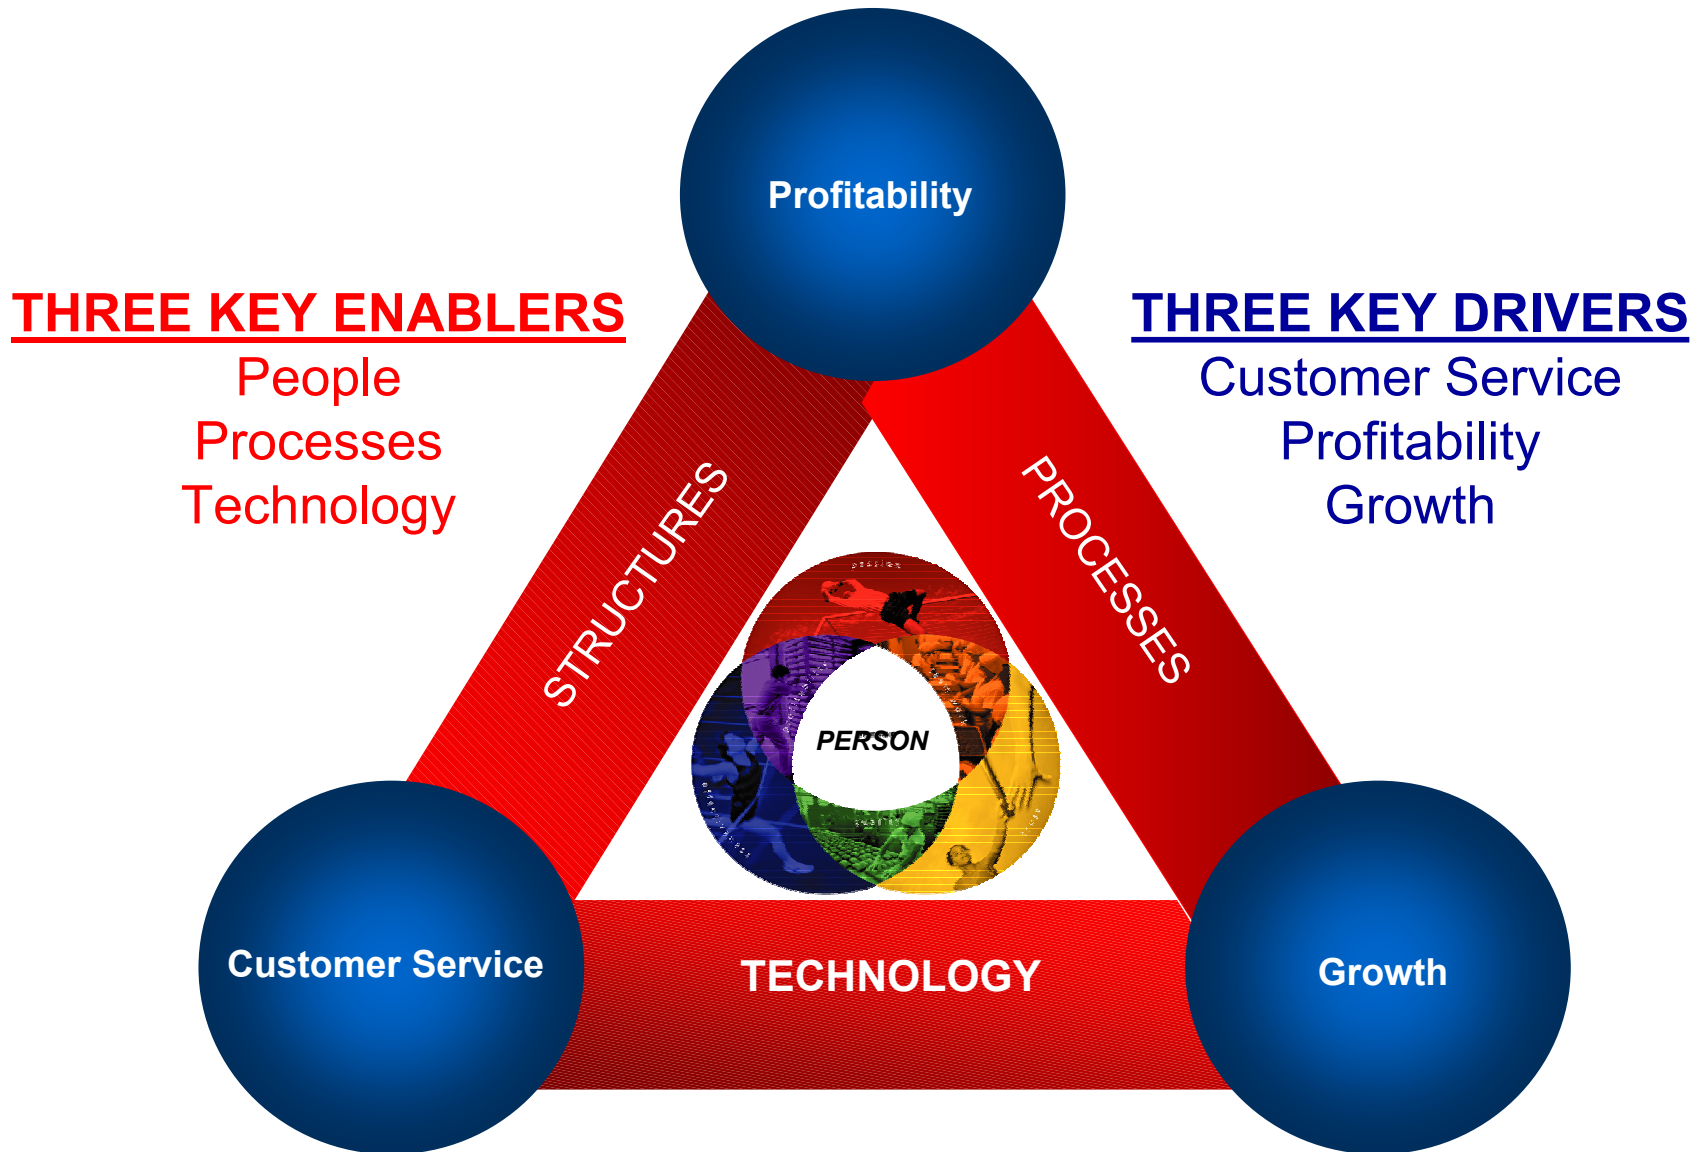 Profitability
THREE KEY ENABLERS
People
Processes
Technology
THREE KEY DRIVERS
Customer Service
Profitability
Growth
STRUCTURES
PROCESSES
PERSON
Customer Service
TECHNOLOGY
Growth